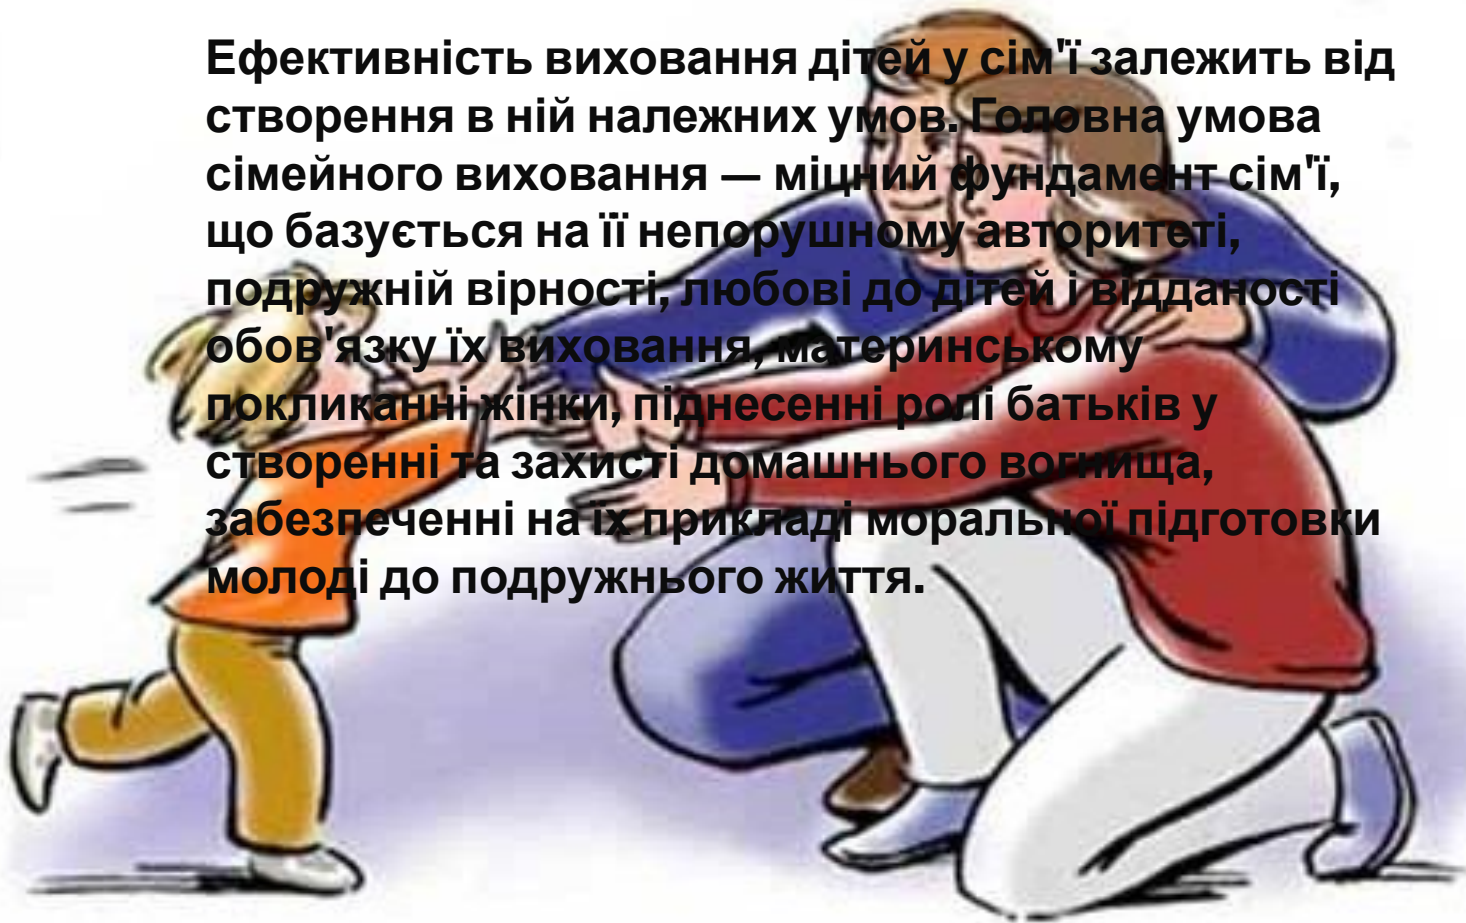 Ефективність виховання дітей у сім'ї залежить від
створення в ній належних умов. Головна умова
сімейного виховання — міцний фундамент сім'ї,
що базується на її непорушному авторитеті,
подружній вірності, любові до дітей і відданості
обов'язку їх виховання, материнському
покликанні жінки, піднесенні ролі батьків у
створенні та захисті домашнього вогнища,
забезпеченні на їх прикладі моральної підготовки
молоді до подружнього життя.